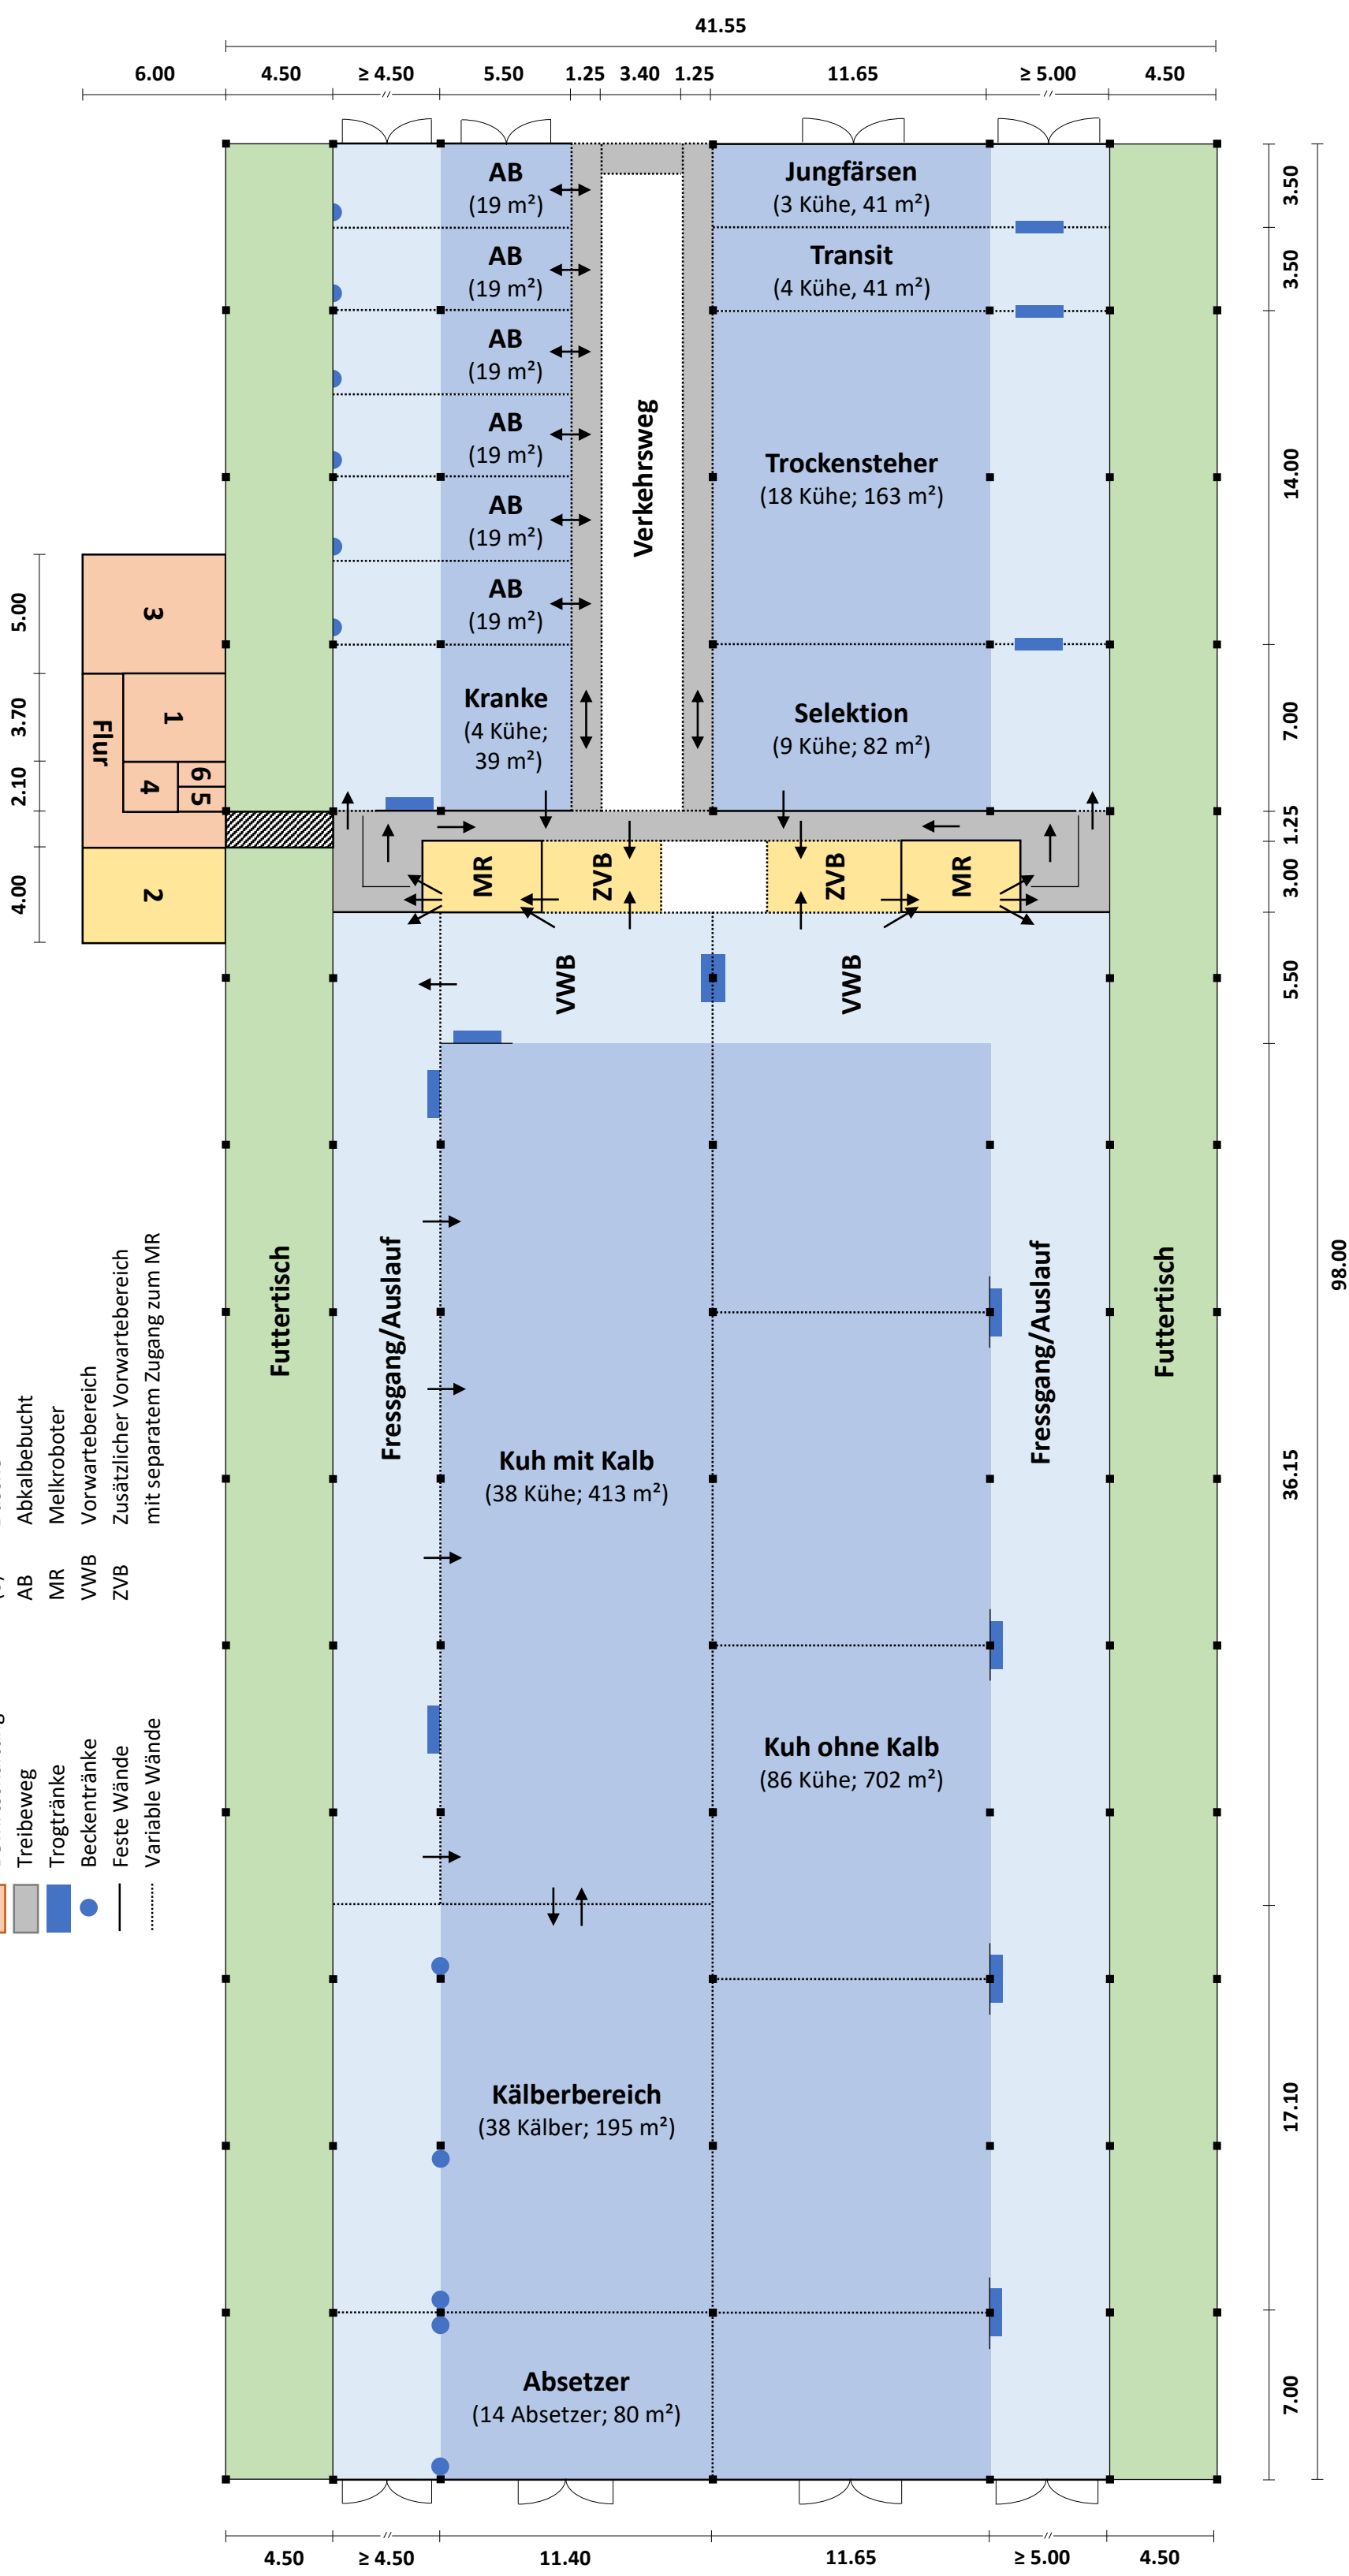 41.55
6.00 4.50 ≥ 4.50 5.50 1.25 3.40 1.25 11.65 ≥ 5.00 4.50
AB
(19 m²)
AB
(19 m²)
AB
(19 m²)
AB
(19 m²)
AB
(19 m²)
AB
(19 m²)
Kranke
(4 Kühe;
39 m²)
Verkehrsweg
Jungfärsen
(3 Kühe, 41 m²)
Transit
(4 Kühe, 41 m²)
Trockensteher
(18 Kühe; 163 m²)
Selektion
(9 Kühe; 82 m²)
3.50
3.50
14.00
7.00
1.25
3.00
5.50
36.15
17.10
7.00
98.00
5.00
3.70
2.10
4.00
3
1
Flur
6
5
4
2
MR
ZVB
ZVB
MR
VWB
VWB
Futtertisch
Fressgang/Auslauf
Fressgang/Auslauf
Futtertisch
Kuh mit Kalb
(38 Kühe; 413 m²)
Kuh ohne Kalb
(86 Kühe; 702 m²)
Kälberbereich
(38 Kälber; 195 m²)
Absetzer
(14 Absetzer; 80 m²)
AB Abkalbebucht
MR Melkroboter
VWB Vorwartebereich
ZVB Zusätzlicher Vorwartebereich
mit separatem Zugang zum MR
Treibeweg
Trogtränke
Beckentränke
Feste Wände
Variable Wände
4.50 ≥ 4.50 11.40 11.65 ≥ 5.00 4.50